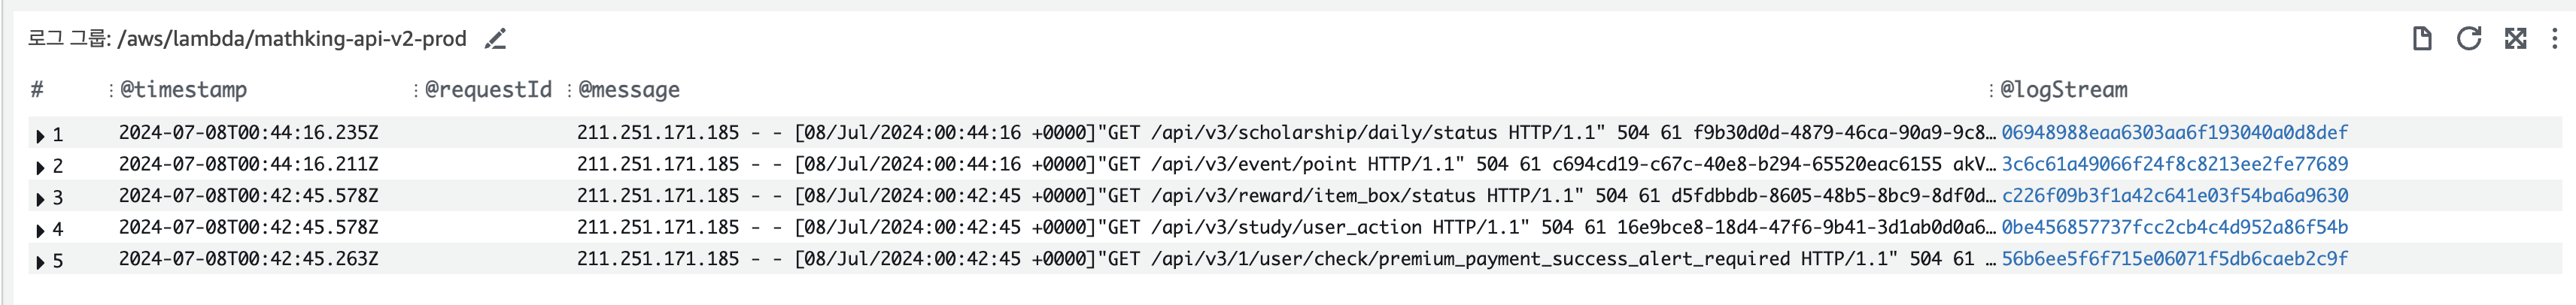 로그 그룹: /aws/lambda/mathking-api-v2-prod
# @timestamp @requestId @message @logStream
1 2024-07-08T00:44:16.235Z 211.251.171.185 - - [08/Jul/2024:00:44:16 +0000]"GET /api/v3/scholarship/daily/status HTTP/1.1" 504 61 f9b30d0d-4879-46ca-90a9-9c8… 06948988eaa6303aa6f193040a0d8def
2 2024-07-08T00:44:16.211Z 211.251.171.185 - - [08/Jul/2024:00:44:16 +0000]"GET /api/v3/event/point HTTP/1.1" 504 61 c694cd19-c67c-40e8-b294-65520eac6155 akV… 3c6c61a49066f24f8c8213ee2fe77689
3 2024-07-08T00:42:45.578Z 211.251.171.185 - - [08/Jul/2024:00:42:45 +0000]"GET /api/v3/reward/item_box/status HTTP/1.1" 504 61 d5fdbbdb-8605-48b5-8bc9-8df0d… c226f09b3f1a42c641e03f54ba6a9630
4 2024-07-08T00:42:45.578Z 211.251.171.185 - - [08/Jul/2024:00:42:45 +0000]"GET /api/v3/study/user_action HTTP/1.1" 504 61 16e9bce8-18d4-47f6-9b41-3d1ab0d0a6… 0be456857737fcc2cb4c4d952a86f54b
5 2024-07-08T00:42:45.263Z 211.251.171.185 - - [08/Jul/2024:00:42:45 +0000]"GET /api/v3/1/user/check/premium_payment_success_alert_required HTTP/1.1" 504 61 … 56b6ee5f6f715e06071f5db6caeb2c9f